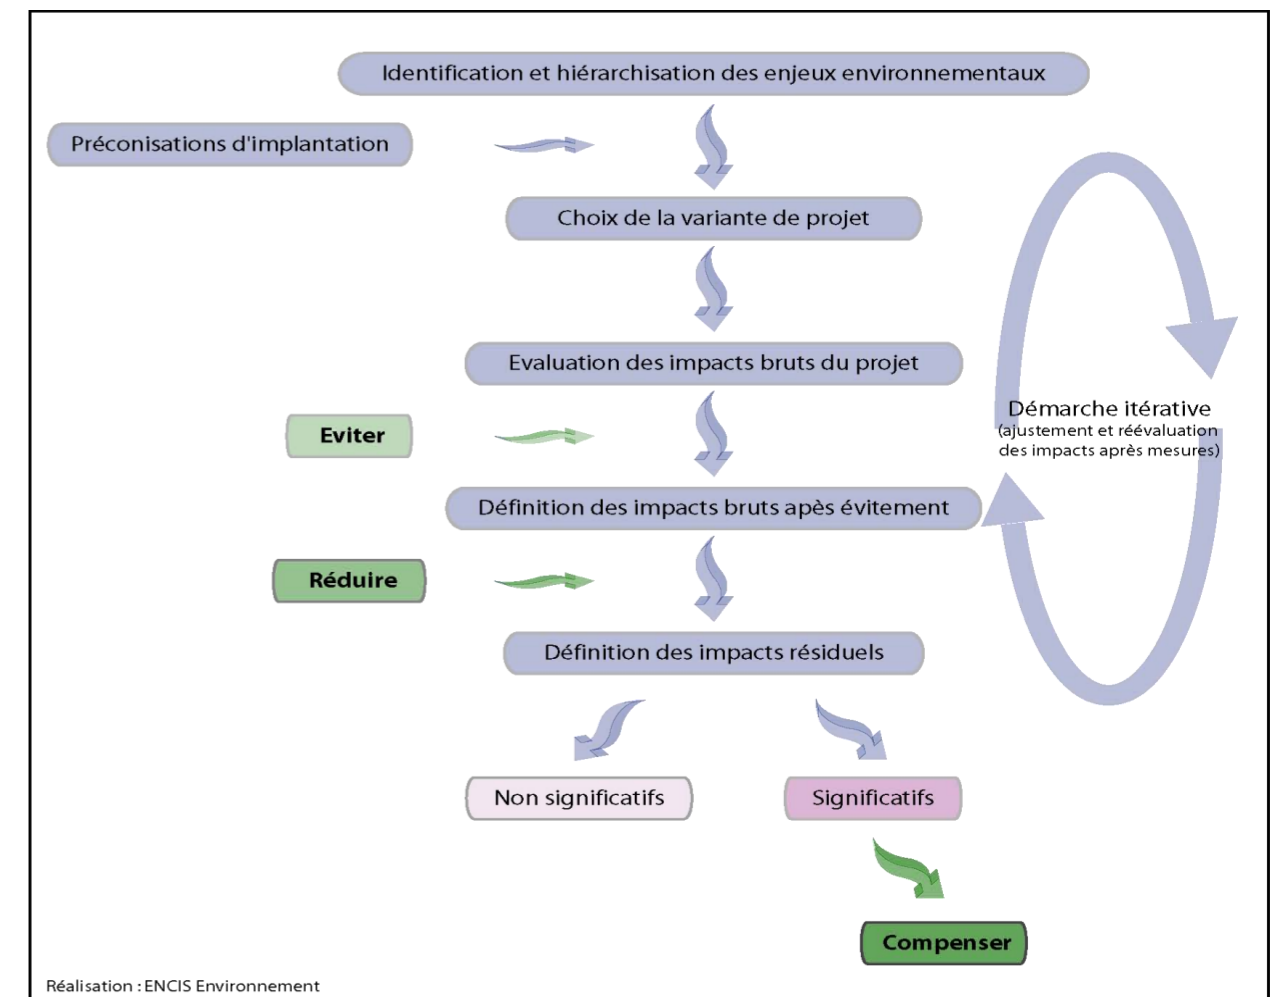 Identification et hiérarchisation des enjeux environnementaux
Préconisations d'implantation
Choix de la variante de projet
Evaluation des impacts bruts du projet
Démarche itérative
(ajustement et réévaluation
des impacts après mesures)
Eviter
Définition des impacts bruts apès évitement
Réduire
Définition des impacts résiduels
Non significatifs
Significatifs
Compenser
Réalisation : ENCIS Environnement